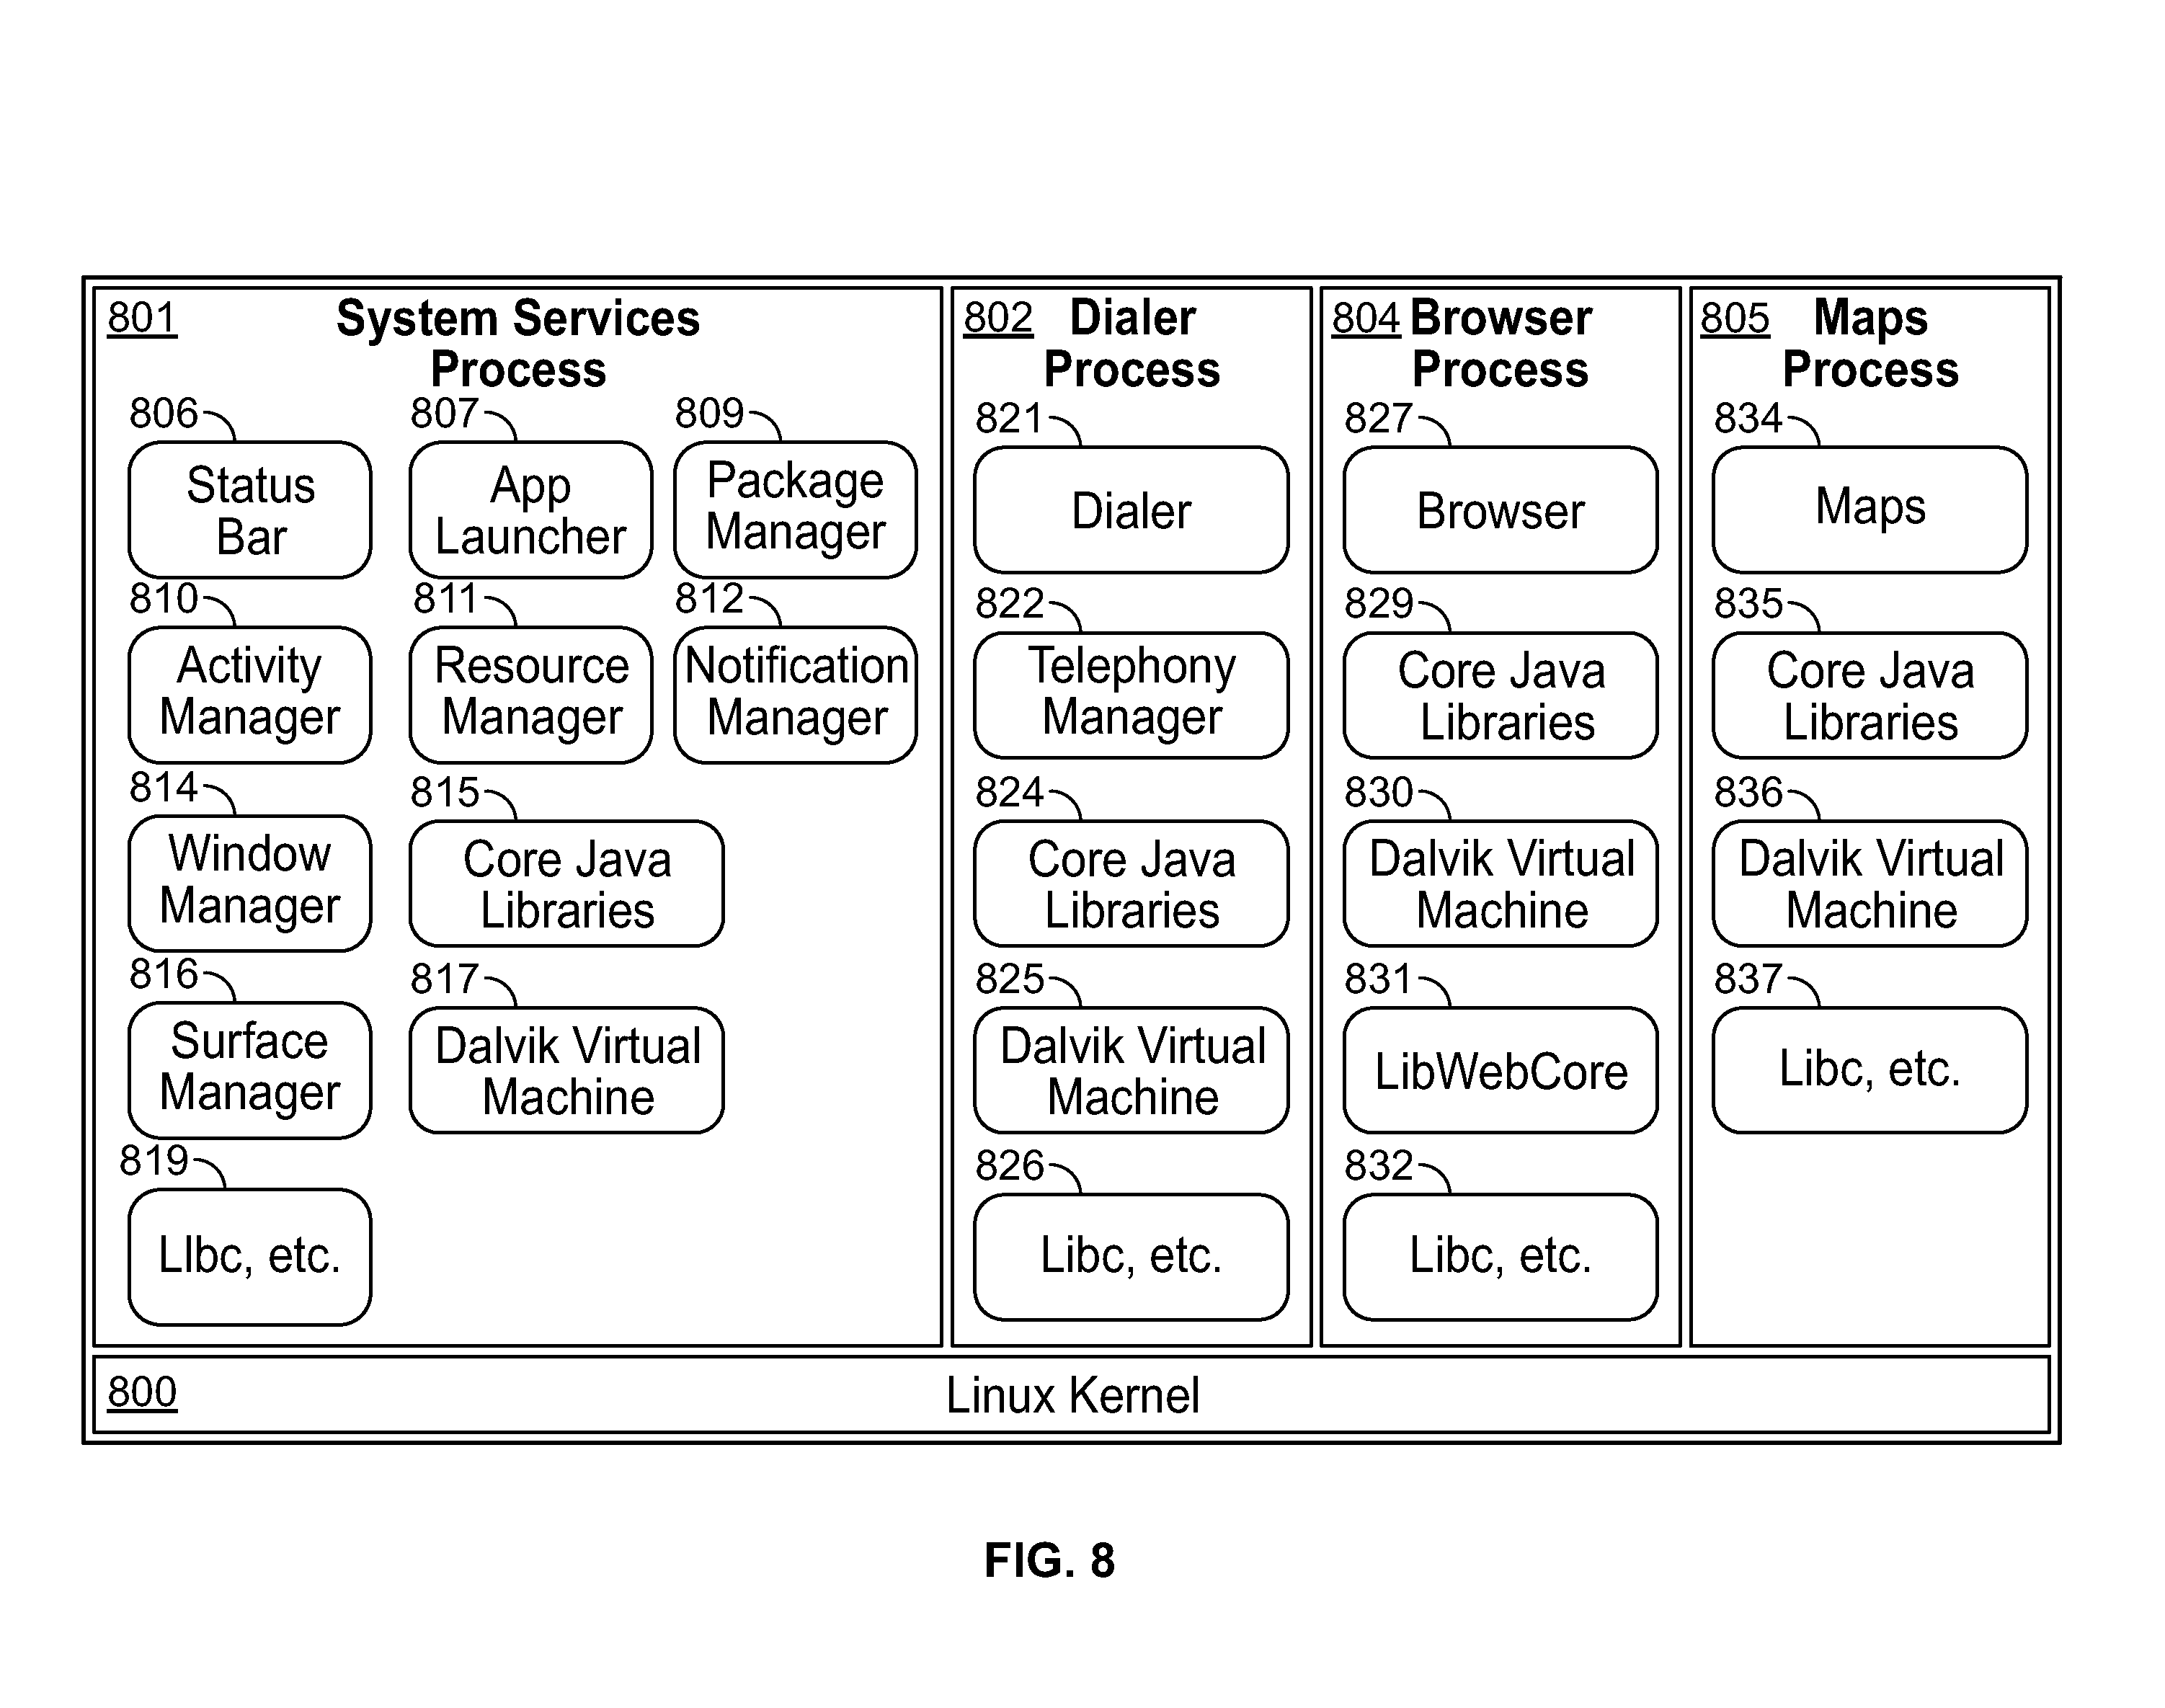 801 System Services
Process
806 807 809
Status
Bar
App
Launcher
Package
Manager
810 811 812
Activity
Manager
Resource
Manager
Notification
Manager
814 815
Window
Manager
Core Java
Libraries
816 817
Surface
Manager
Dalvik Virtual
Machine
819
LIbc, etc.
802 Dialer
Process
821
Dialer
822
Telephony
Manager
824
Core Java
Libraries
825
Dalvik Virtual
Machine
826
Libc, etc.
804 Browser
Process
827
Browser
829
Core Java
Libraries
830
Dalvik Virtual
Machine
831
LibWebCore
832
Libc, etc.
805 Maps
Process
834
Maps
835
Core Java
Libraries
836
Dalvik Virtual
Machine
837
Libc, etc.
800 Linux Kernel
FIG. 8